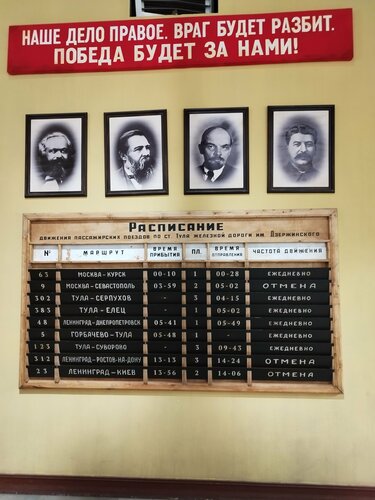 НАШЕ ДЕЛО ПРАВОЕ. ВРАГ БУДЕТ РАЗБИТ.
ПОБЕДА БУДЕТ ЗА НАМИ!
РАСПИСАНИЕ
ДВИЖЕНИЯ ПАССАЖИРСКИХ ПОЕЗДОВ ПО СТ. ТУЛА ЖЕЛЕЗНОЙ ДОРОГИ ИМ. ДЗЕРЖИНСКОГО
№ МАРШРУТ ВРЕМЯ ПРИБЫТИЯ ПЛ. ВРЕМЯ ОТПРАВЛЕНИЯ ЧАСТОТА ДВИЖЕНИЯ
63 МОСКВА-КУРСК 00-10 1 00-28 ЕЖЕДНЕВНО
9 МОСКВА-СЕВАСТОПОЛЬ 03-59 2 05-02 ОТМЕНА
302 ТУЛА-СЕРПУХОВ - 3 04-15 ЕЖЕДНЕВНО
383 ТУЛА-ЕЛЕЦ - 1 05-01 ЕЖЕДНЕВНО
48 ЛЕНИНГРАД-ДНЕПРОПЕТРОВСК 05-41 1 05-49 ЕЖЕДНЕВНО
5 ГОРБАЧЕВО-ТУЛА 05-48 1 - ЕЖЕДНЕВНО
123 ТУЛА-СУВОРОВО - 3 09-43 ЕЖЕДНЕВНО
312 ЛЕНИНГРАД-РОСТОВ-НА-ДОНУ 13-13 3 14-24 ОТМЕНА
23 ЛЕНИНГРАД-КИЕВ 13-56 2 14-06 ОТМЕНА